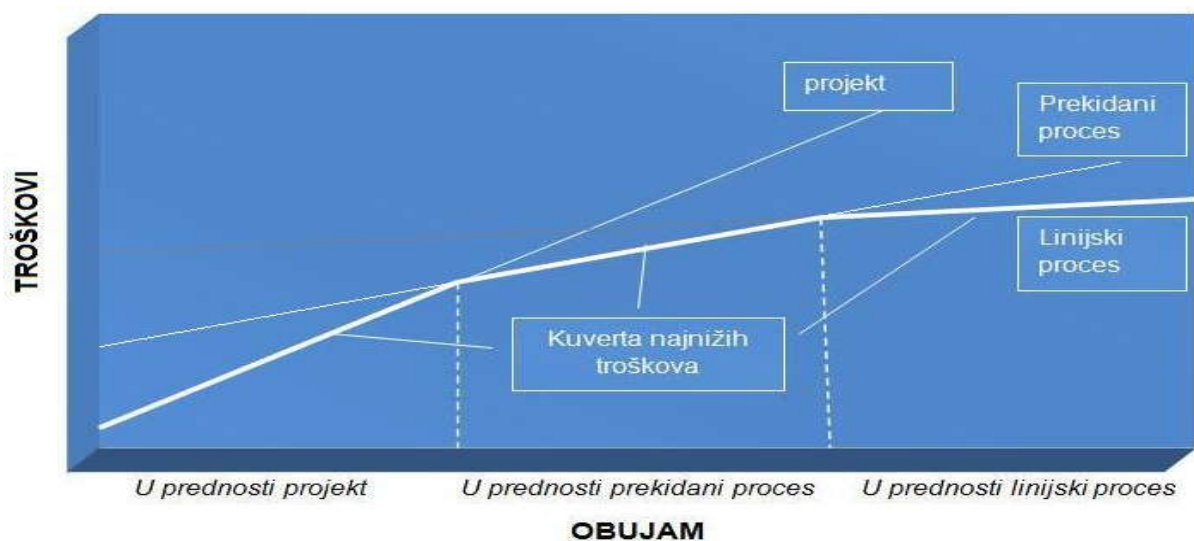 projekt
Prekidani
proces
TROŠKOVI
Linijski
proces
Kuverta najnižih
troškova
U prednosti projekt
U prednosti prekidani proces
U prednosti linijski proces
OBUJAM